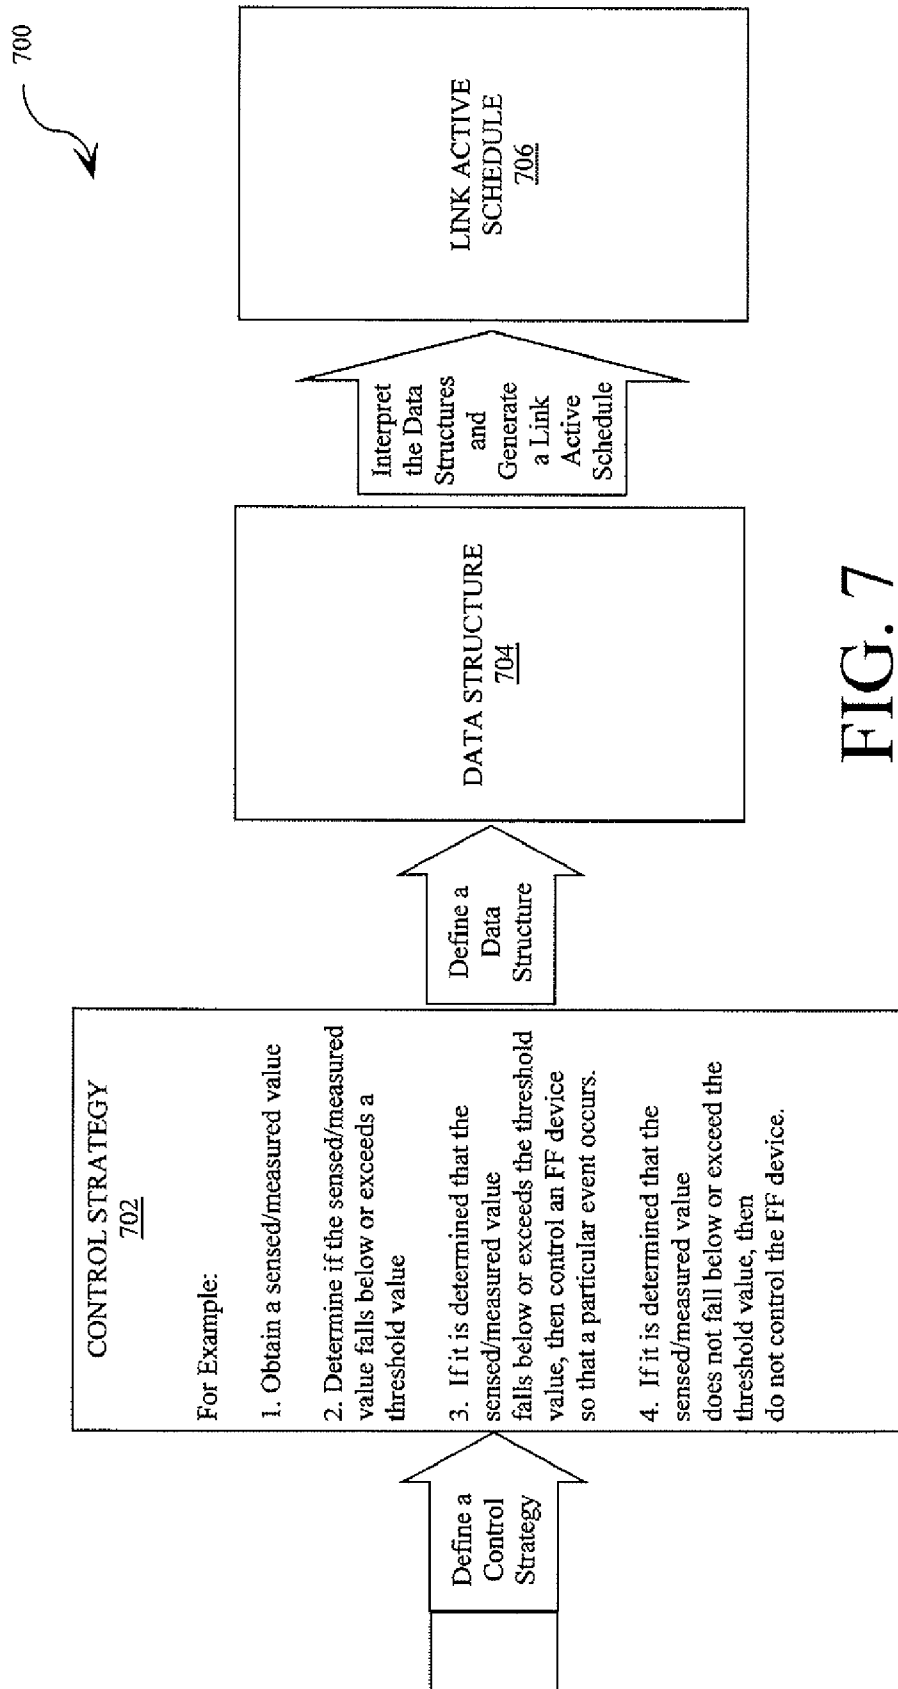 700
Define a
Control
Strategy
CONTROL STRATEGY
702
For Example:
1. Obtain a sensed/measured value
2. Determine if the sensed/measured
value falls below or exceeds a
threshold value
3. If it is determined that the
sensed/measured value
falls below or exceeds the threshold
value, then control an FF device
so that a particular event occurs.
4. If it is determined that the
sensed/measured value
does not fall below or exceed the
threshold value, then
do not control the FF device.
Define a
Data
Structure
DATA STRUCTURE
704
Interpret
the Data
Structures
and
Generate
a Link
Active
Schedule
LINK ACTIVE
SCHEDULE
706
FIG. 7